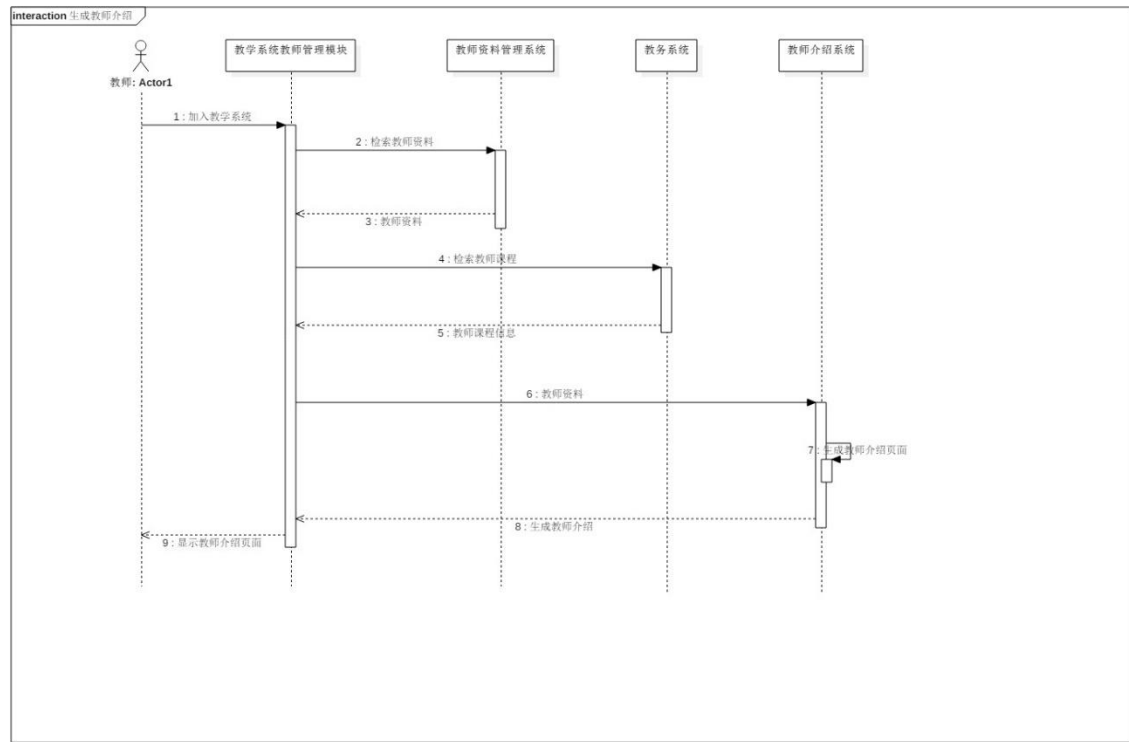 interaction 生成教师介绍
教学系统教师管理模块
教师资料管理系统
教务系统
教师介绍系统
教师: Actor1
1 : 加入教学系统
2 : 检索教师资料
3 : 教师资料
4 : 检索教师课程
5 : 教师课程信息
6 : 教师资料
7 : 生成教师介绍页面
8 : 生成教师介绍
9 : 显示教师介绍页面